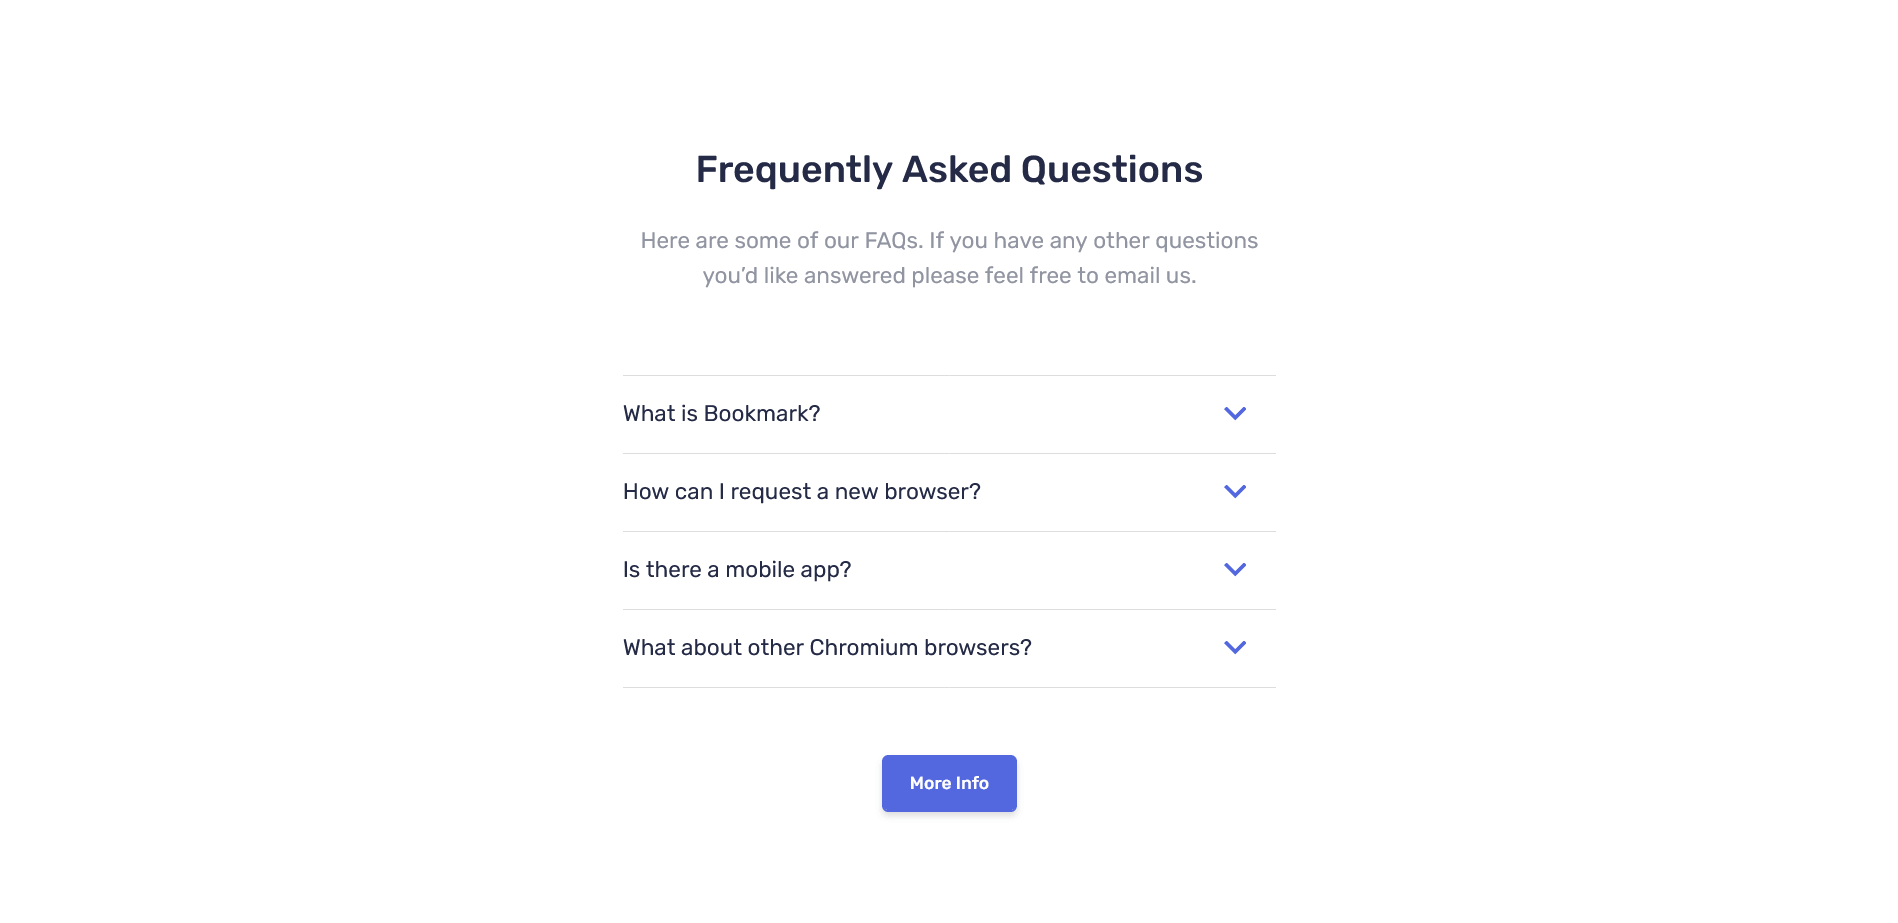 Frequently Asked Questions
Here are some of our FAQs. If you have any other questions
you’d like answered please feel free to email us.
What is Bookmark?
How can I request a new browser?
Is there a mobile app?
What about other Chromium browsers?
More Info